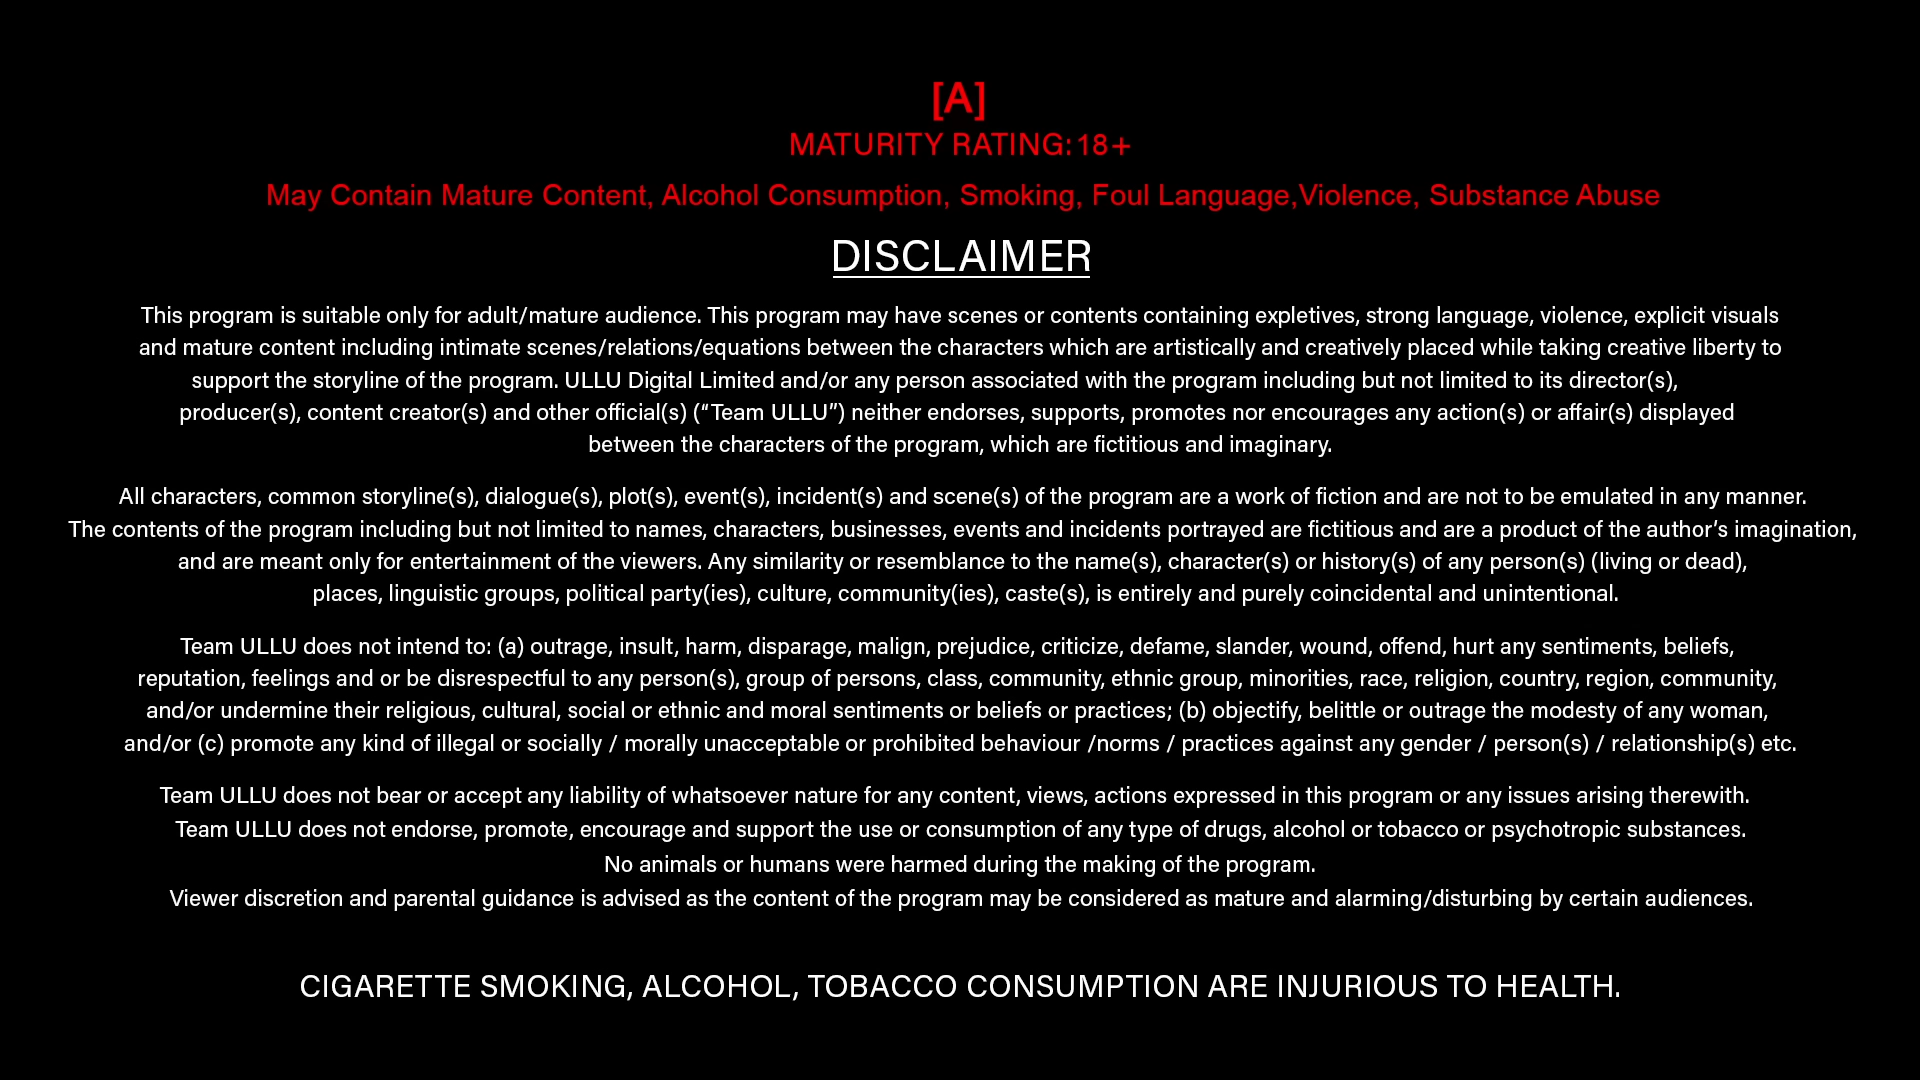 [A]
MATURITY RATING:18+
May Contain Mature Content, Alcohol Consumption, Smoking, Foul Language,Violence, Substance Abuse
DISCLAIMER
This program is suitable only for adult/mature audience. This program may have scenes or contents containing expletives, strong language, violence, explicit visuals
and mature content including intimate scenes/relations/equations between the characters which are artistically and creatively placed while taking creative liberty to
support the storyline of the program. ULLU Digital Limited and/or any person associated with the program including but not limited to its director(s),
producer(s), content creator(s) and other official(s) (“Team ULLU”) neither endorses, supports, promotes nor encourages any action(s) or affair(s) displayed
between the characters of the program, which are fictitious and imaginary.
All characters, common storyline(s), dialogue(s), plot(s), event(s), incident(s) and scene(s) of the program are a work of fiction and are not to be emulated in any manner.
The contents of the program including but not limited to names, characters, businesses, events and incidents portrayed are fictitious and are a product of the author’s imagination,
and are meant only for entertainment of the viewers. Any similarity or resemblance to the name(s), character(s) or history(s) of any person(s) (living or dead),
places, linguistic groups, political party(ies), culture, community(ies), caste(s), is entirely and purely coincidental and unintentional.
Team ULLU does not intend to: (a) outrage, insult, harm, disparage, malign, prejudice, criticize, defame, slander, wound, offend, hurt any sentiments, beliefs,
reputation, feelings and or be disrespectful to any person(s), group of persons, class, community, ethnic group, minorities, race, religion, country, region, community,
and/or undermine their religious, cultural, social or ethnic and moral sentiments or beliefs or practices; (b) objectify, belittle or outrage the modesty of any woman,
and/or (c) promote any kind of illegal or socially / morally unacceptable or prohibited behaviour /norms / practices against any gender / person(s) / relationship(s) etc.
Team ULLU does not bear or accept any liability of whatsoever nature for any content, views, actions expressed in this program or any issues arising therewith.
Team ULLU does not endorse, promote, encourage and support the use or consumption of any type of drugs, alcohol or tobacco or psychotropic substances.
No animals or humans were harmed during the making of the program.
Viewer discretion and parental guidance is advised as the content of the program may be considered as mature and alarming/disturbing by certain audiences.
CIGARETTE SMOKING, ALCOHOL, TOBACCO CONSUMPTION ARE INJURIOUS TO HEALTH.